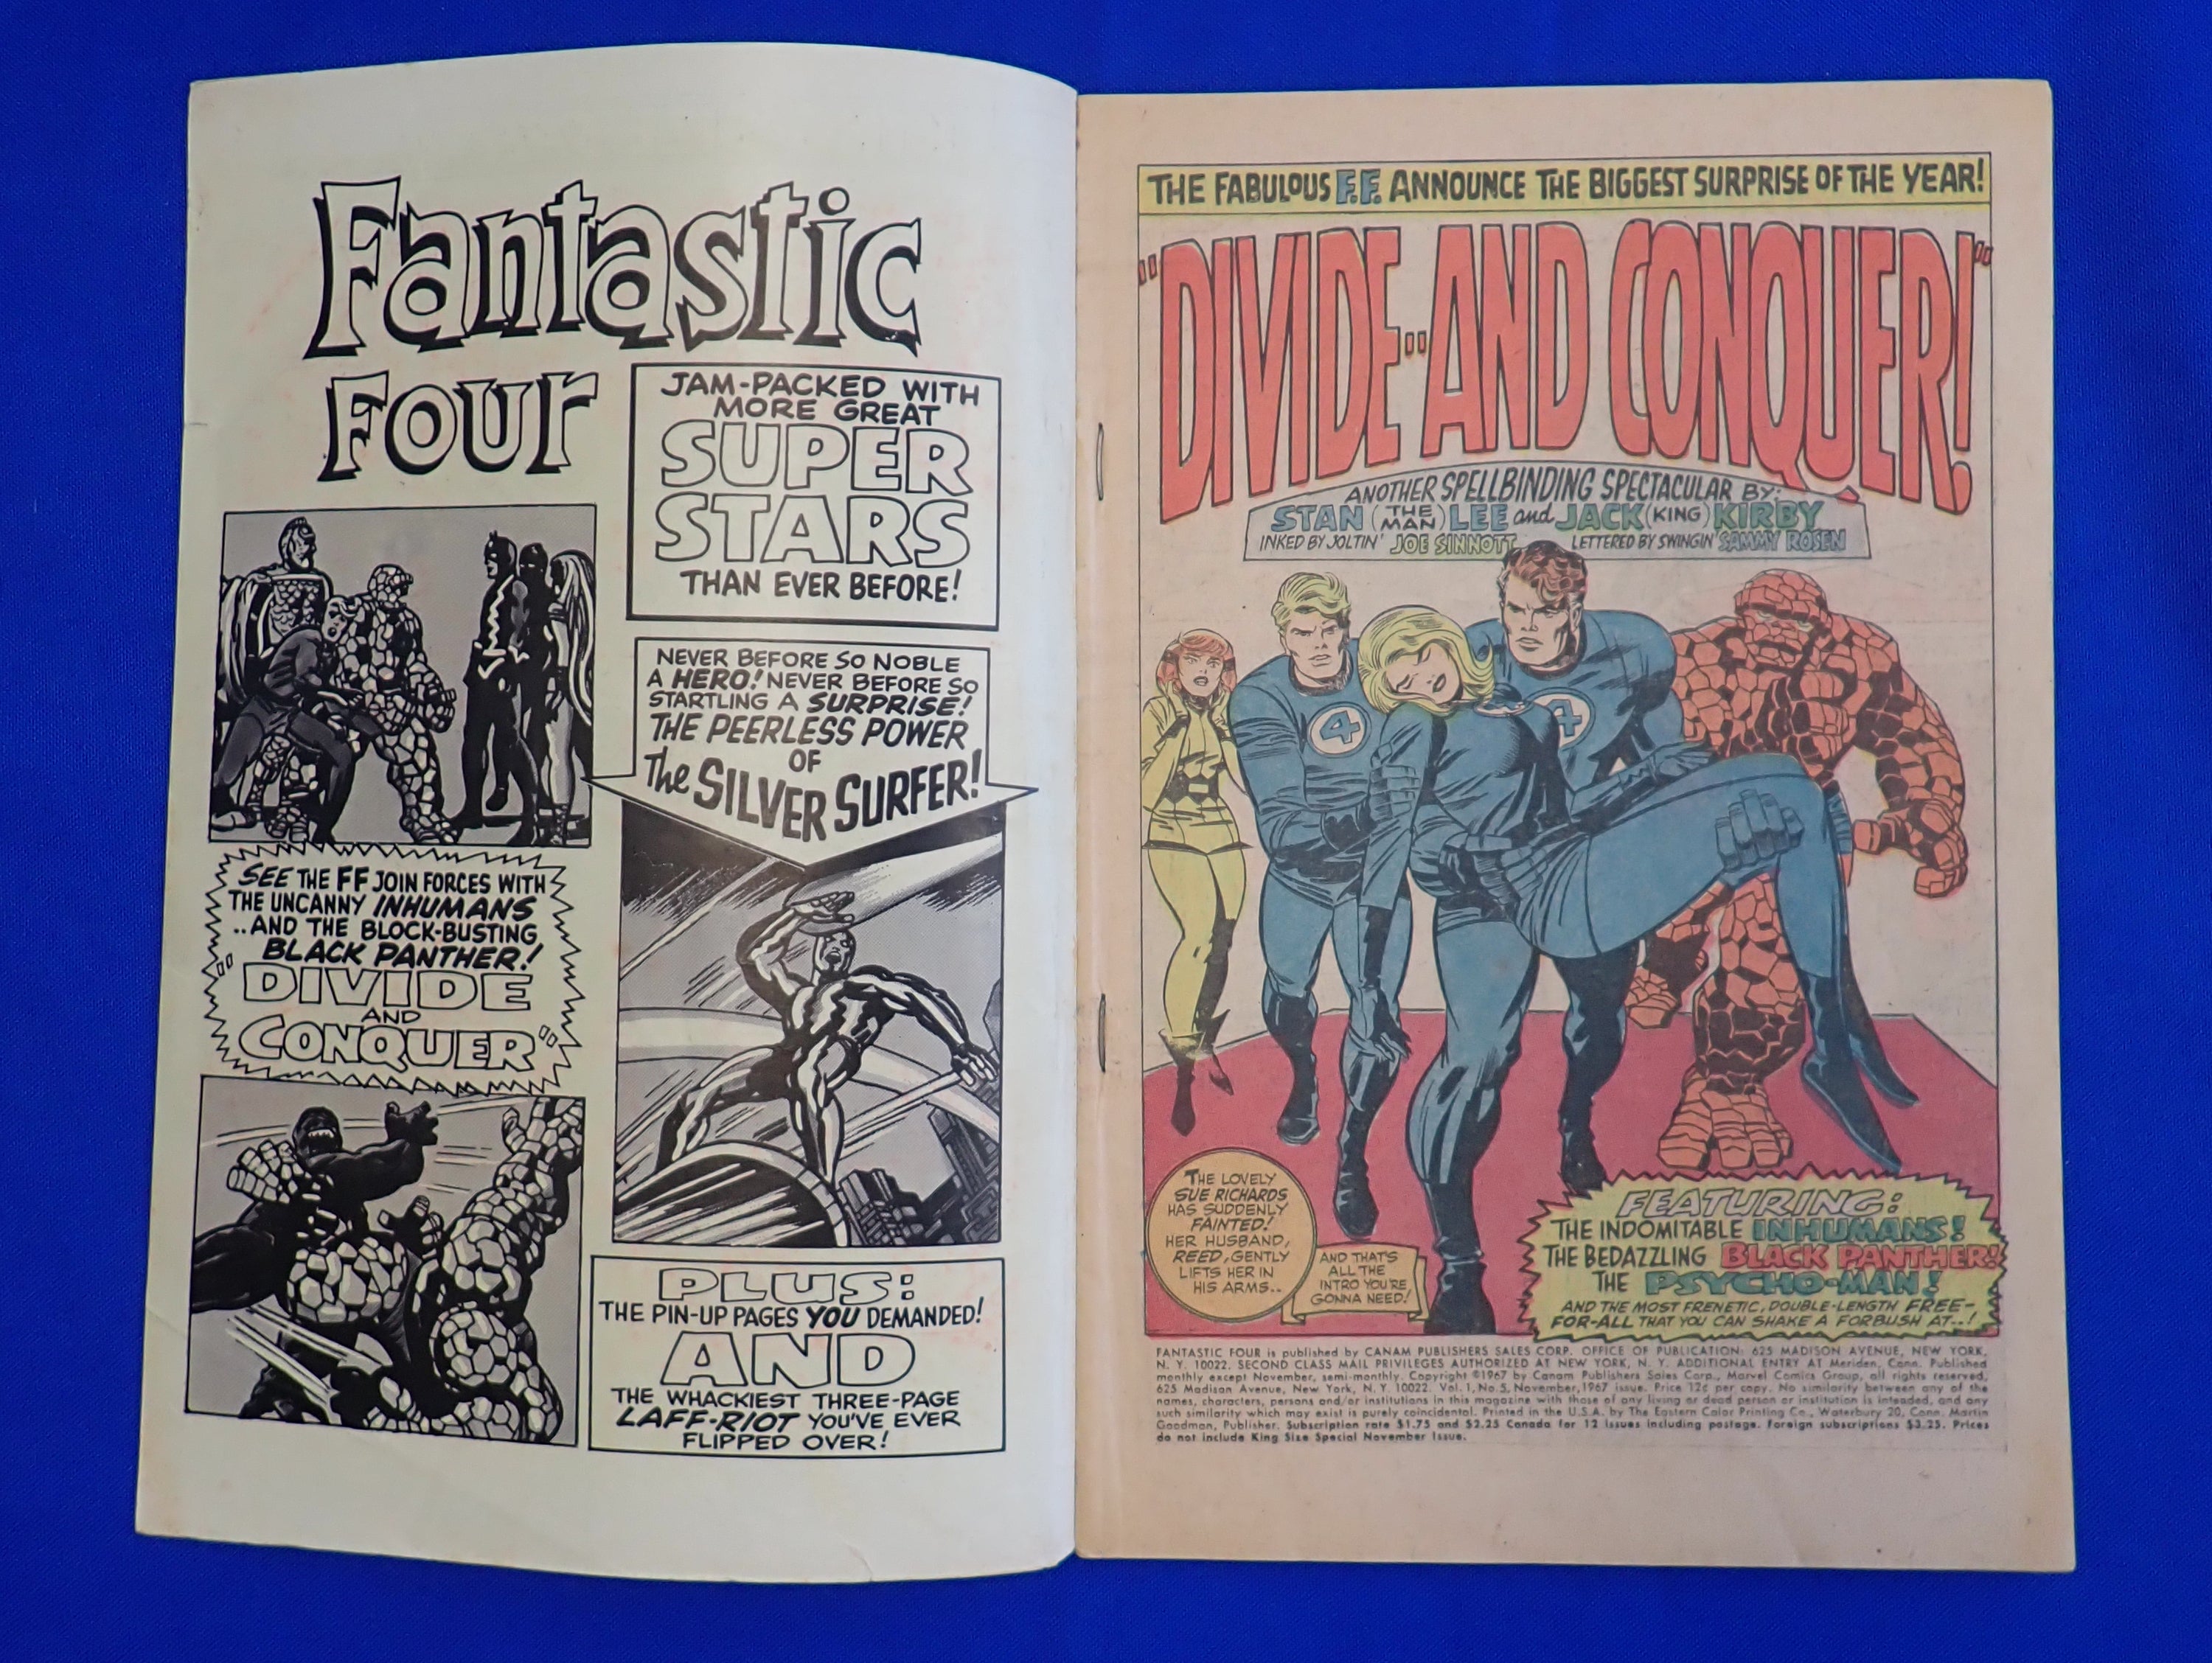 Fantastic
Four
JAM-PACKED WITH
MORE GREAT
SUPER
STARS
THAN EVER BEFORE!
NEVER BEFORE SO NOBLE
A HERO! NEVER BEFORE SO
STARTLING A SURPRISE!
THE PEERLESS POWER
OF
The SILVER SURFER!
SEE THE FF JOIN FORCES WITH
THE UNCANNY INHUMANS
..AND THE BLOCK-BUSTING
BLACK PANTHER!
"DIVIDE
AND
CONQUER"
PLUS:
THE PIN-UP PAGES YOU DEMANDED!
AND
THE WHACKIEST THREE-PAGE
LAFF-RIOT YOU'VE EVER
FLIPPED OVER!
THE FABULOUS F.F. ANNOUNCE THE BIGGEST SURPRISE OF THE YEAR!
"DIVIDE--AND CONQUER!"
ANOTHER SPELLBINDING SPECTACULAR BY:
STAN (THE MAN) LEE and JACK (KING) KIRBY
INKED BY JOLTIN' JOE SINNOTT LETTERED BY SWINGIN' SAMMY ROSEN
4
4
THE LOVELY
SUE RICHARDS
HAS SUDDENLY
FAINTED!
HER HUSBAND,
REED, GENTLY
LIFTS HER IN
HIS ARMS..
AND THAT'S
ALL THE
INTRO YOU'RE
GONNA NEED!
FEATURING:
THE INDOMITABLE INHUMANS!
THE BEDAZZLING BLACK PANTHER!
THE PSYCHO-MAN!
AND THE MOST FRENETIC, DOUBLE-LENGTH FREE-
FOR-ALL THAT YOU CAN SHAKE A FORBUSH AT..!
FANTASTIC FOUR is published by CANAM PUBLISHERS SALES CORP. OFFICE OF PUBLICATION: 625 MADISON AVENUE, NEW YORK,
N. Y. 10022. SECOND CLASS MAIL PRIVILEGES AUTHORIZED AT NEW YORK, N. Y. ADDITIONAL ENTRY AT Meriden, Conn. Published
monthly except November, semi-monthly. Copyright ©1967 by Canam Publishers Sales Corp., Marvel Comics Group, all rights reserved,
625 Madison Avenue, New York, N. Y. 10022. Vol. 1, No. 5, November, 1967 issue. Price 12¢ per copy. No similarity between any of the
names, characters, persons and/or institutions in this magazine with those of any living or dead person or institution is intended, and any
such similarity which may exist is purely coincidental. Printed in the U.S.A. by The Eastern Color Printing Co., Waterbury 20, Conn. Martin
Goodman, Publisher. Subscription rate $1.75 and $2.25 Canada for 12 issues including postage. Foreign subscriptions $3.25. Prices
do not include King Size Special November Issue.